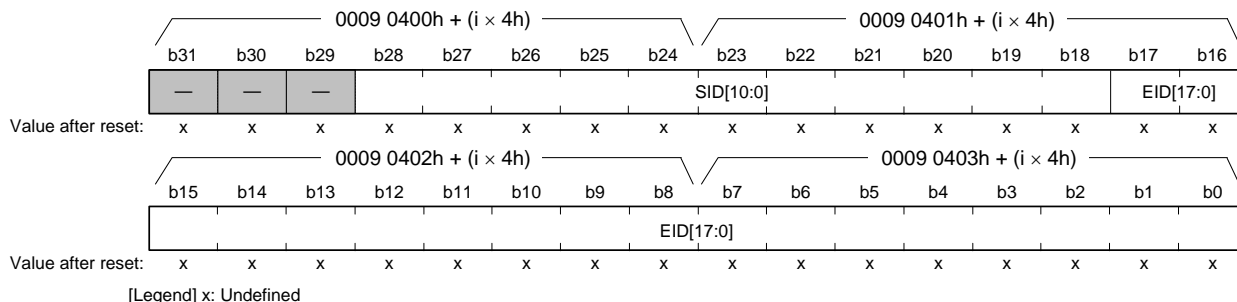 0009 0400h + (i × 4h) 0009 0401h + (i × 4h)
b31 b30 b29 b28 b27 b26 b25 b24 b23 b22 b21 b20 b19 b18 b17 b16
— — — SID[10:0] EID[17:0]
Value after reset: x x x x x x x x x x x x x x x x
0009 0402h + (i × 4h) 0009 0403h + (i × 4h)
b15 b14 b13 b12 b11 b10 b9 b8 b7 b6 b5 b4 b3 b2 b1 b0
EID[17:0]
Value after reset: x x x x x x x x x x x x x x x x
[Legend] x: Undefined